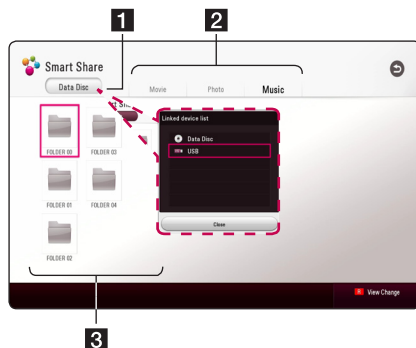 1
2
Smart Share
Data Disc
Movie Photo Music
Linked device list
FOLDER 00 FOLDER 03
Data Disc
USB
FOLDER 01 FOLDER 04
Close
FOLDER 02
R View Change
3